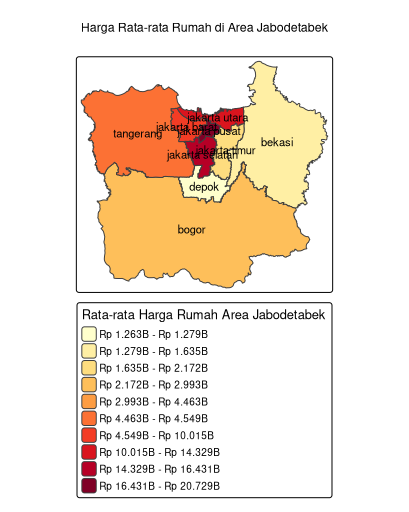 Harga Rata-rata Rumah di Area Jabodetabek
jakarta utara
jakarta barat
jakarta pusat
tangerang
bekasi
jakarta timur
jakarta selatan
depok
bogor
Rata-rata Harga Rumah Area Jabodetabek
Rp 1.263B - Rp 1.279B
Rp 1.279B - Rp 1.635B
Rp 1.635B - Rp 2.172B
Rp 2.172B - Rp 2.993B
Rp 2.993B - Rp 4.463B
Rp 4.463B - Rp 4.549B
Rp 4.549B - Rp 10.015B
Rp 10.015B - Rp 14.329B
Rp 14.329B - Rp 16.431B
Rp 16.431B - Rp 20.729B